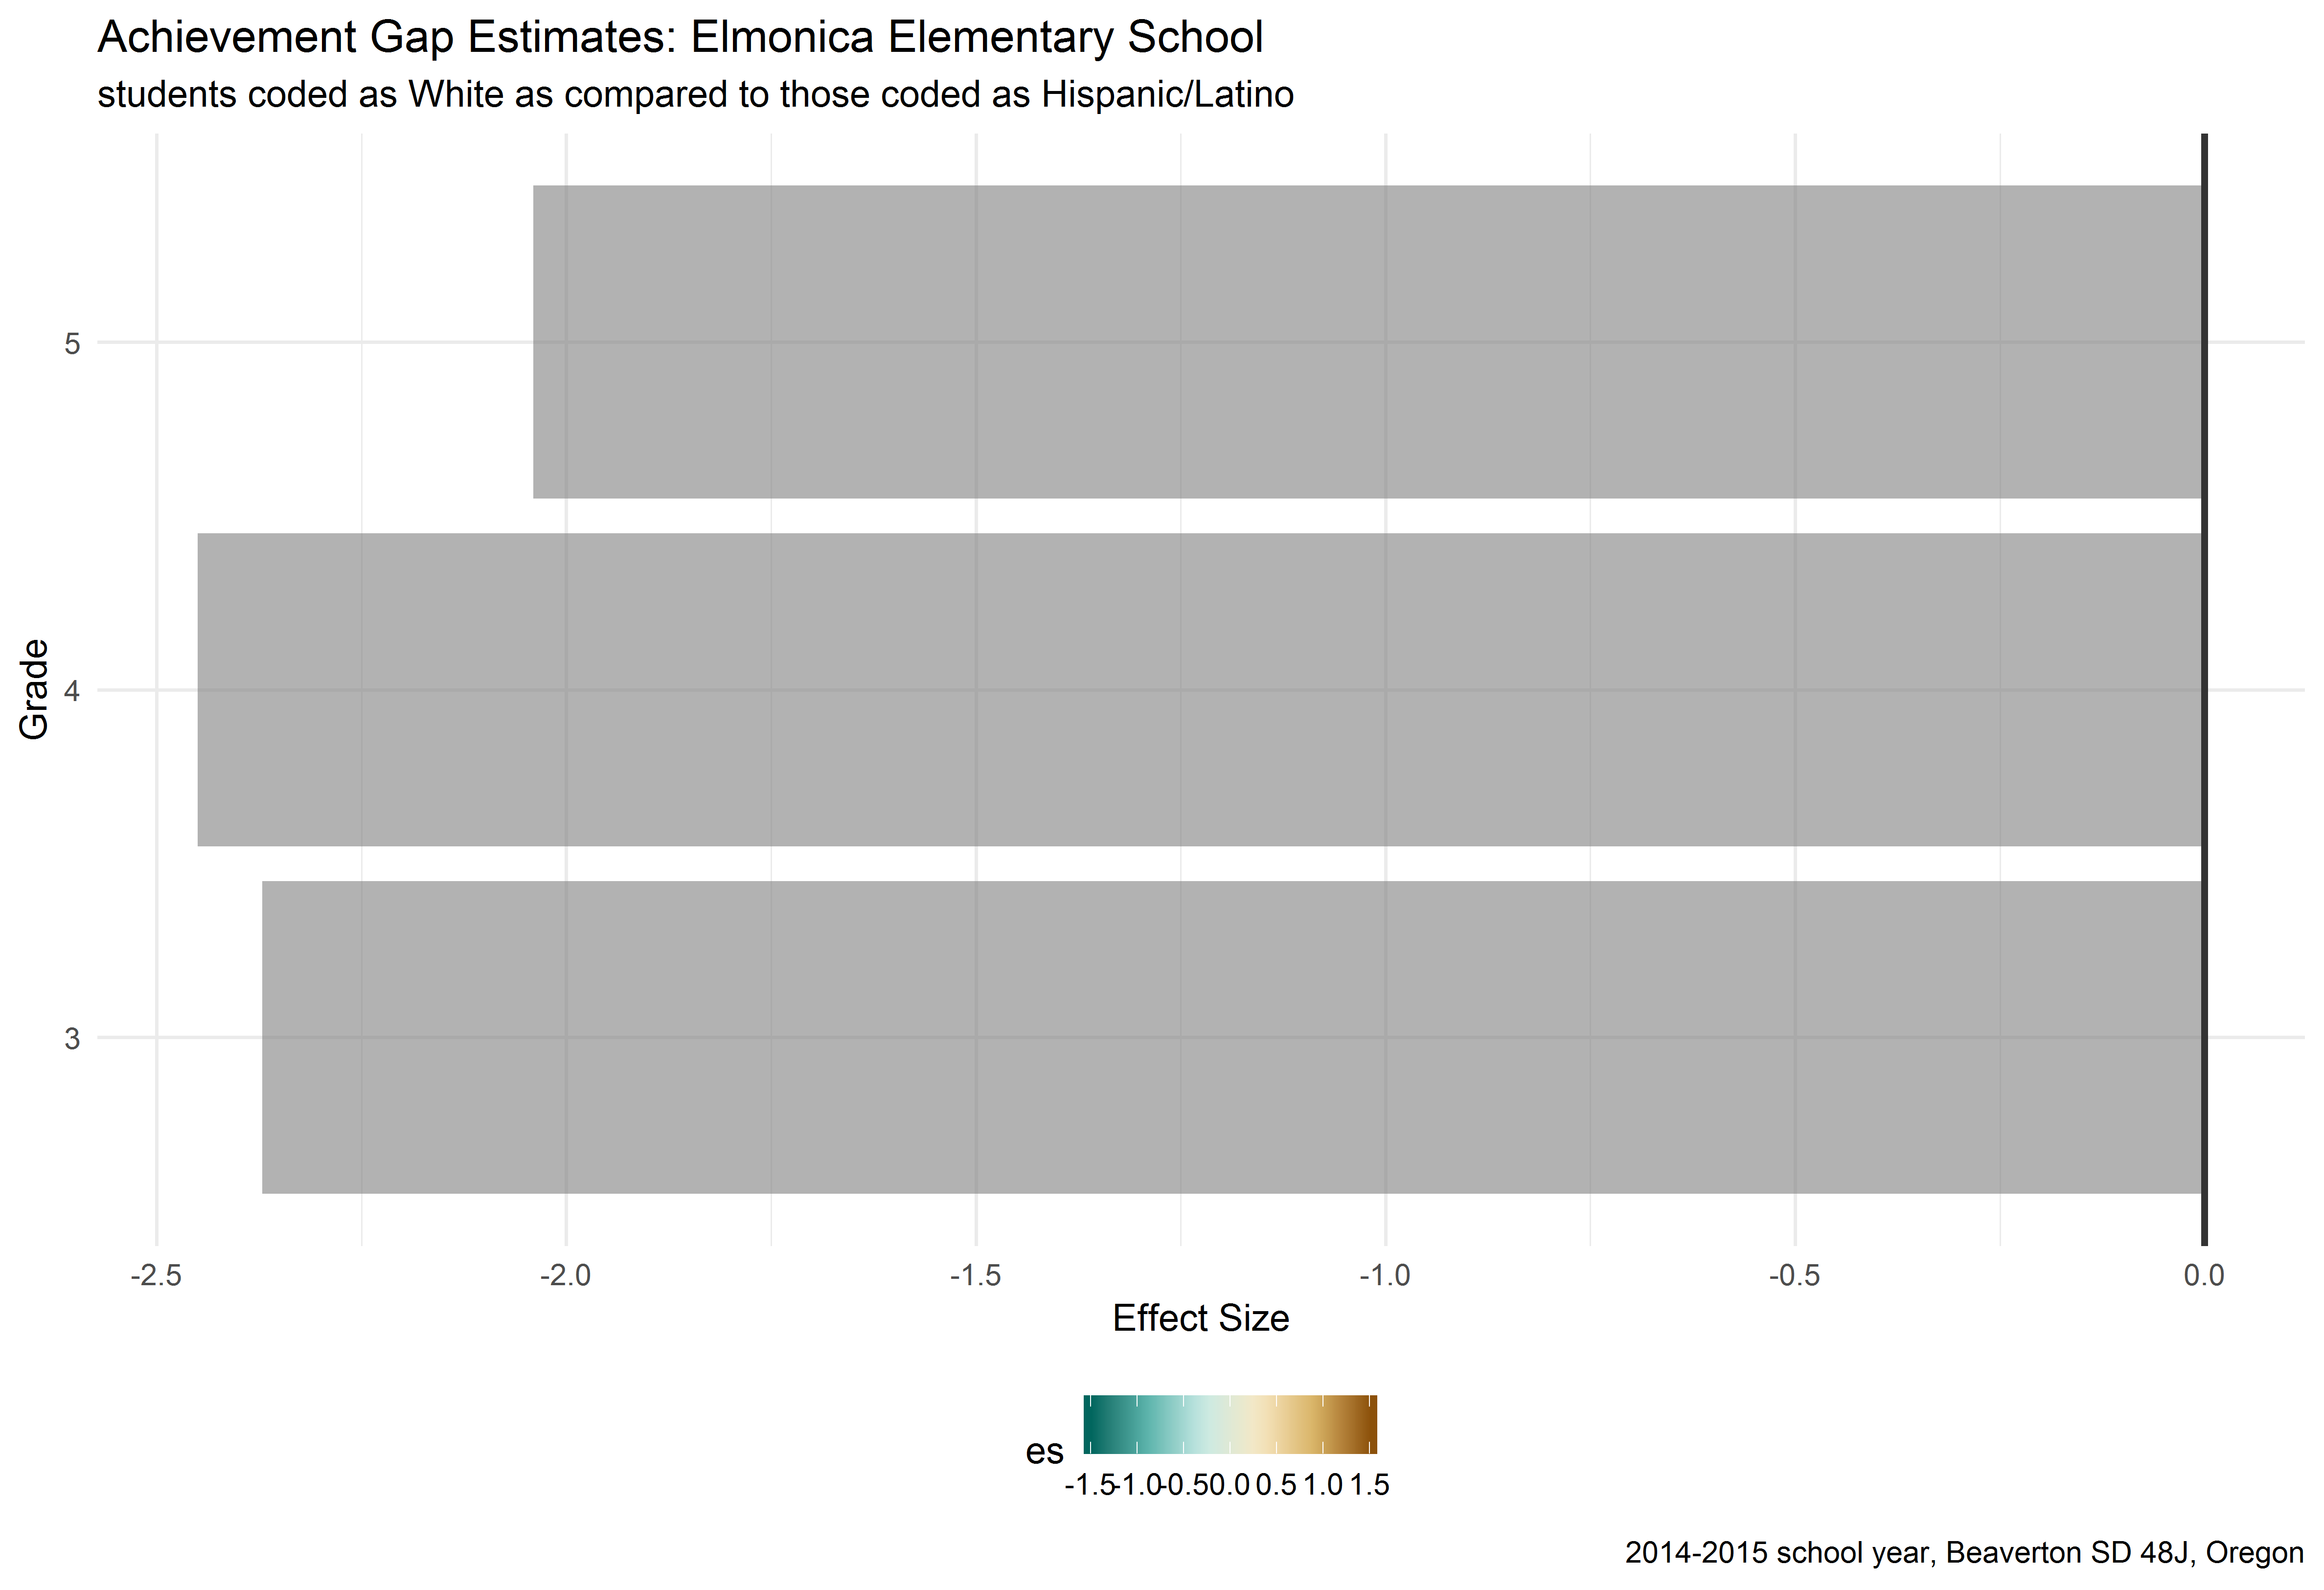 Achievement Gap Estimates: Elmonica Elementary School
students coded as White as compared to those coded as Hispanic/Latino
5
4
3
Grade
-2.5 -2.0 -1.5 -1.0 -0.5 0.0
Effect Size
es
-1.5 -1.0 -0.5 0.0 0.5 1.0 1.5
2014-2015 school year, Beaverton SD 48J, Oregon